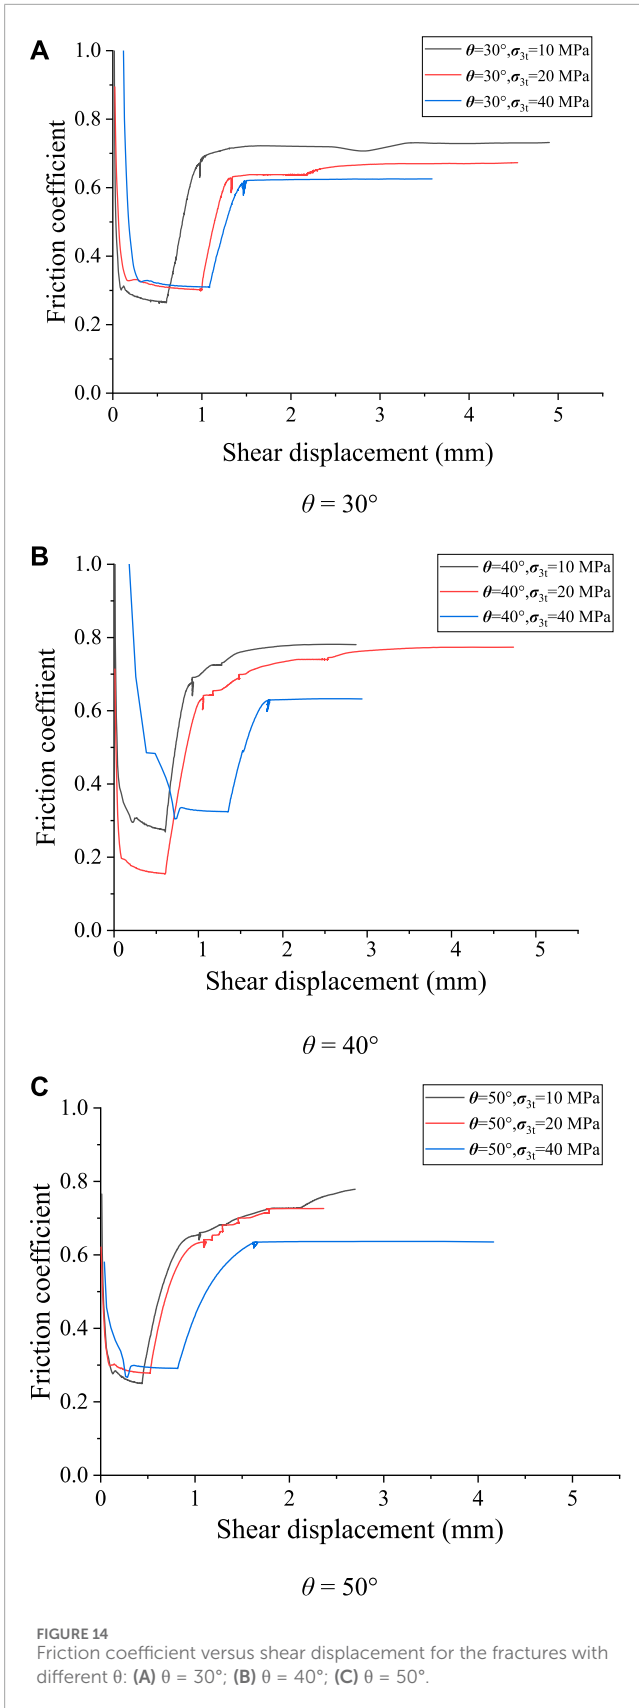 A
θ=30°,σ3t=10 MPa
θ=30°,σ3t=20 MPa
θ=30°,σ3t=40 MPa
1.0
0.8
0.6
0.4
0.2
0.0
Friction coefficient
0 1 2 3 4 5
Shear displacement (mm)
θ = 30°
B
θ=40°,σ3t=10 MPa
θ=40°,σ3t=20 MPa
θ=40°,σ3t=40 MPa
1.0
0.8
0.6
0.4
0.2
0.0
Friction coeffiient
0 1 2 3 4 5
Shear displacement (mm)
θ = 40°
C
θ=50°,σ3t=10 MPa
θ=50°,σ3t=20 MPa
θ=50°,σ3t=40 MPa
1.0
0.8
0.6
0.4
0.2
0.0
Friction coefficient
0 1 2 3 4 5
Shear displacement (mm)
θ = 50°
FIGURE 14
Friction coefficient versus shear displacement for the fractures with
different θ: (A) θ = 30°; (B) θ = 40°; (C) θ = 50°.